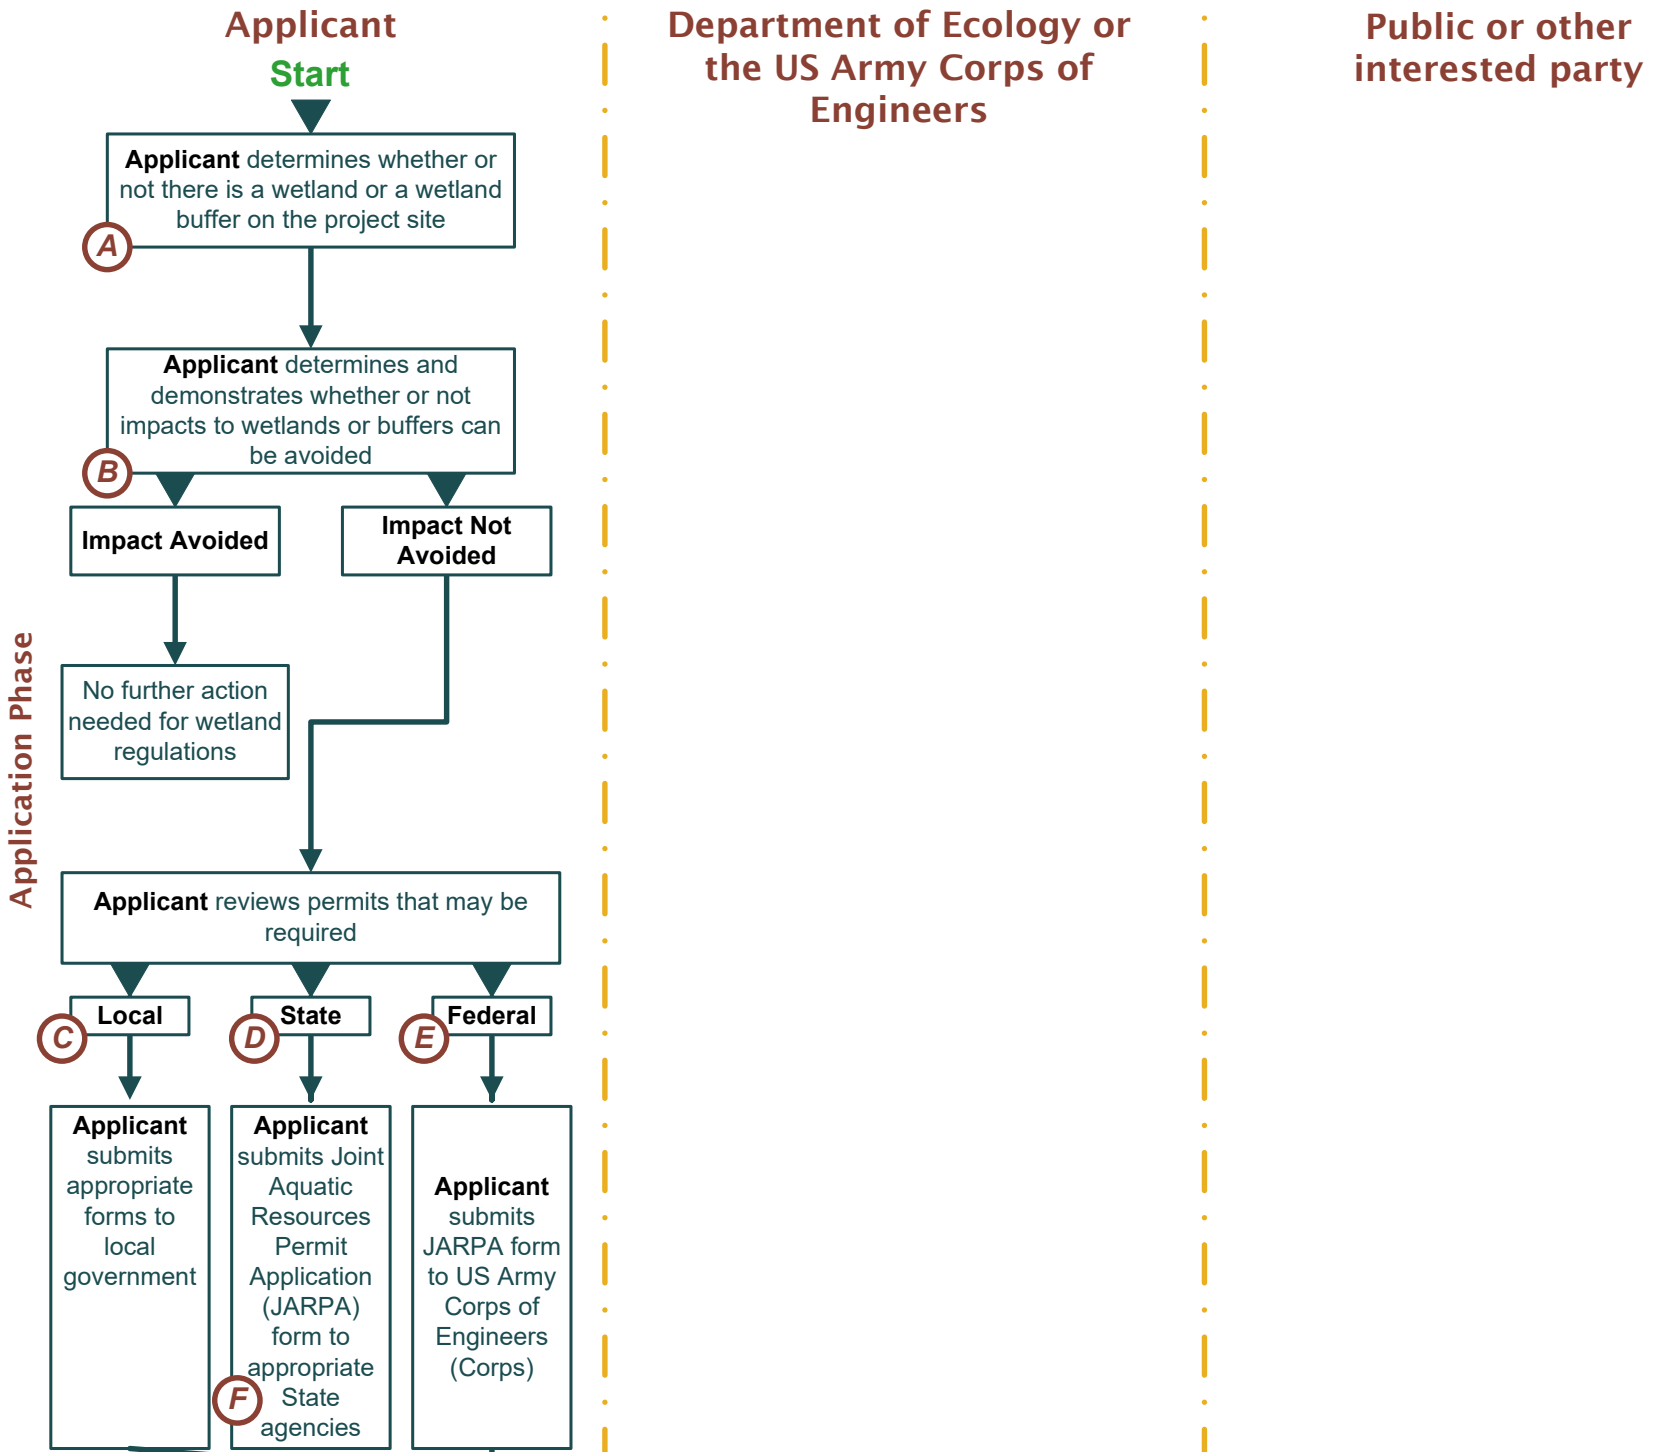 Applicant
Start
Department of Ecology or
the US Army Corps of
Engineers
Public or other
interested party
Application Phase
Applicant determines whether or
not there is a wetland or a wetland
buffer on the project site
A
Applicant determines and
demonstrates whether or not
impacts to wetlands or buffers can
be avoided
B
Impact Avoided
Impact Not
Avoided
No further action
needed for wetland
regulations
Applicant reviews permits that may be
required
Local
C
State
D
Federal
E
Applicant
submits
appropriate
forms to
local
government
Applicant
submits Joint
Aquatic
Resources
Permit
Application
(JARPA)
form to
appropriate
State
agencies
F
Applicant
submits
JARPA form
to US Army
Corps of
Engineers
(Corps)